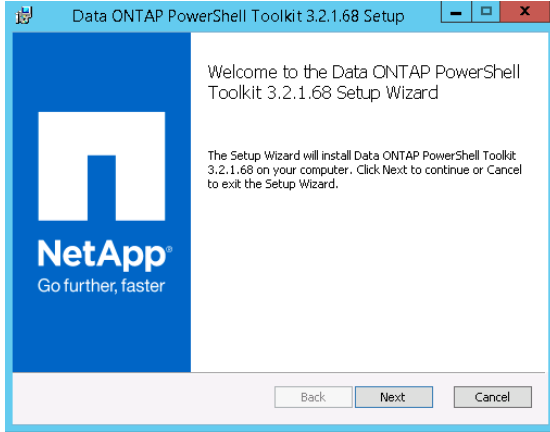 Data ONTAP PowerShell Toolkit 3.2.1.68 Setup
Welcome to the Data ONTAP PowerShell
Toolkit 3.2.1.68 Setup Wizard
The Setup Wizard will install Data ONTAP PowerShell Toolkit
3.2.1.68 on your computer. Click Next to continue or Cancel
to exit the Setup Wizard.
NetApp®
Go further, faster
Back Next Cancel